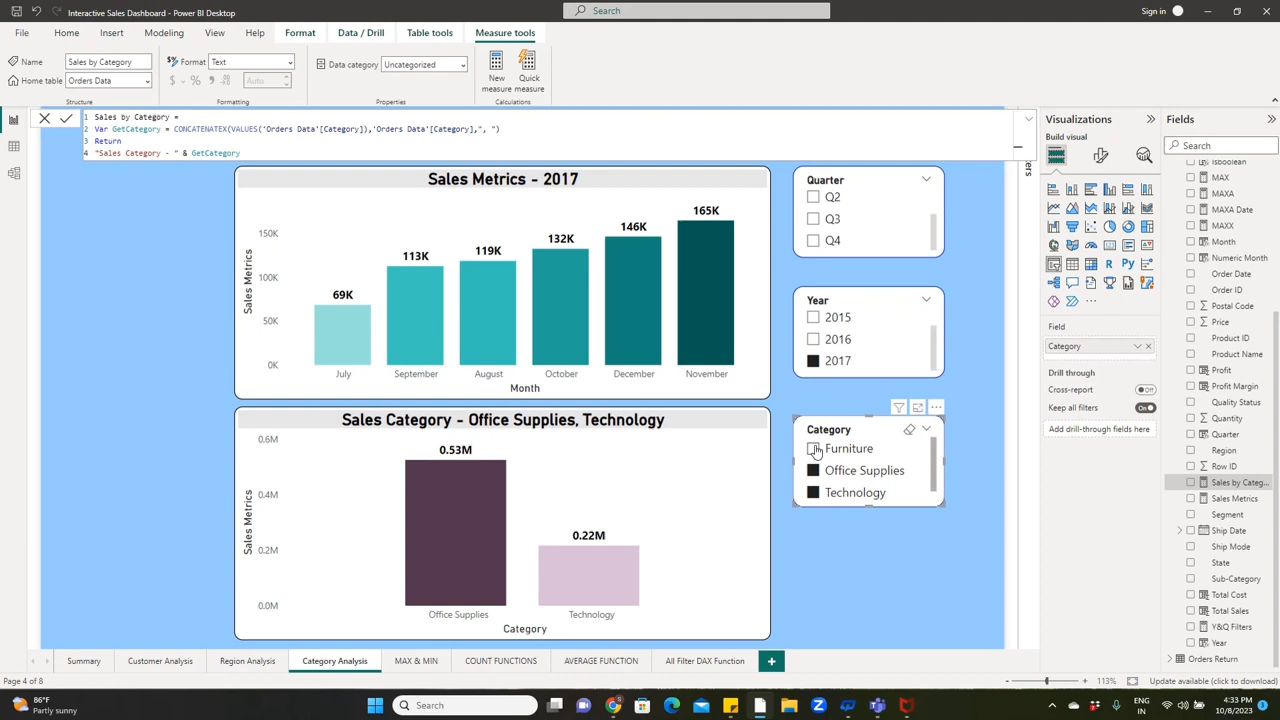 Interactive Sales Dashboard - Power BI Desktop
Search
Sign in
File
Home
Insert
Modeling
View
Help
Format
Data / Drill
Table tools
Measure tools
Name
Sales by Category
Format
Text
Data category
Uncategorized
New measure
Quick measure
Home table
Orders Data
$
%
Auto
Structure
Formatting
Properties
Calculations
1 Sales by Category =
2 Var GetCategory = CONCATENATEX(VALUES('Orders Data'[Category]),'Orders Data'[Category],", ")
3 Return
4 "Sales Category - " & GetCategory
Sales Metrics - 2017
Sales Metrics
150K
100K
50K
0K
69K
113K
119K
132K
146K
165K
July
September
August
October
December
November
Month
Quarter
Q2
Q3
Q4
Year
2015
2016
2017
Sales Category - Office Supplies, Technology
Sales Metrics
0.6M
0.4M
0.2M
0.0M
0.53M
0.22M
Office Supplies
Technology
Category
Category
Furniture
Office Supplies
Technology
ers
Visualizations
Build visual
R
Py
Field
Category
Drill through
Cross-report
Off
Keep all filters
On
Add drill-through fields here
Fields
Search
Isboolean
MAX
MAXA
MAXA Date
MAXX
Month
Numeric Month
Order Date
Order ID
Postal Code
Price
Product ID
Product Name
Profit
Profit Margin
Quality Status
Quantity
Quarter
Region
Row ID
Sales by Categ...
Sales Metrics
Segment
Ship Date
Ship Mode
State
Sub-Category
Total Cost
Total Sales
Y&Q Filters
Year
Orders Return
Summary
Customer Analysis
Region Analysis
Category Analysis
MAX & MIN
COUNT FUNCTIONS
AVERAGE FUNCTION
All Filter DAX Function
Page 4 of 8
113%
Update available (click to download)
86°F
Partly sunny
Search
ENG
IN
4:33 PM
10/8/2023